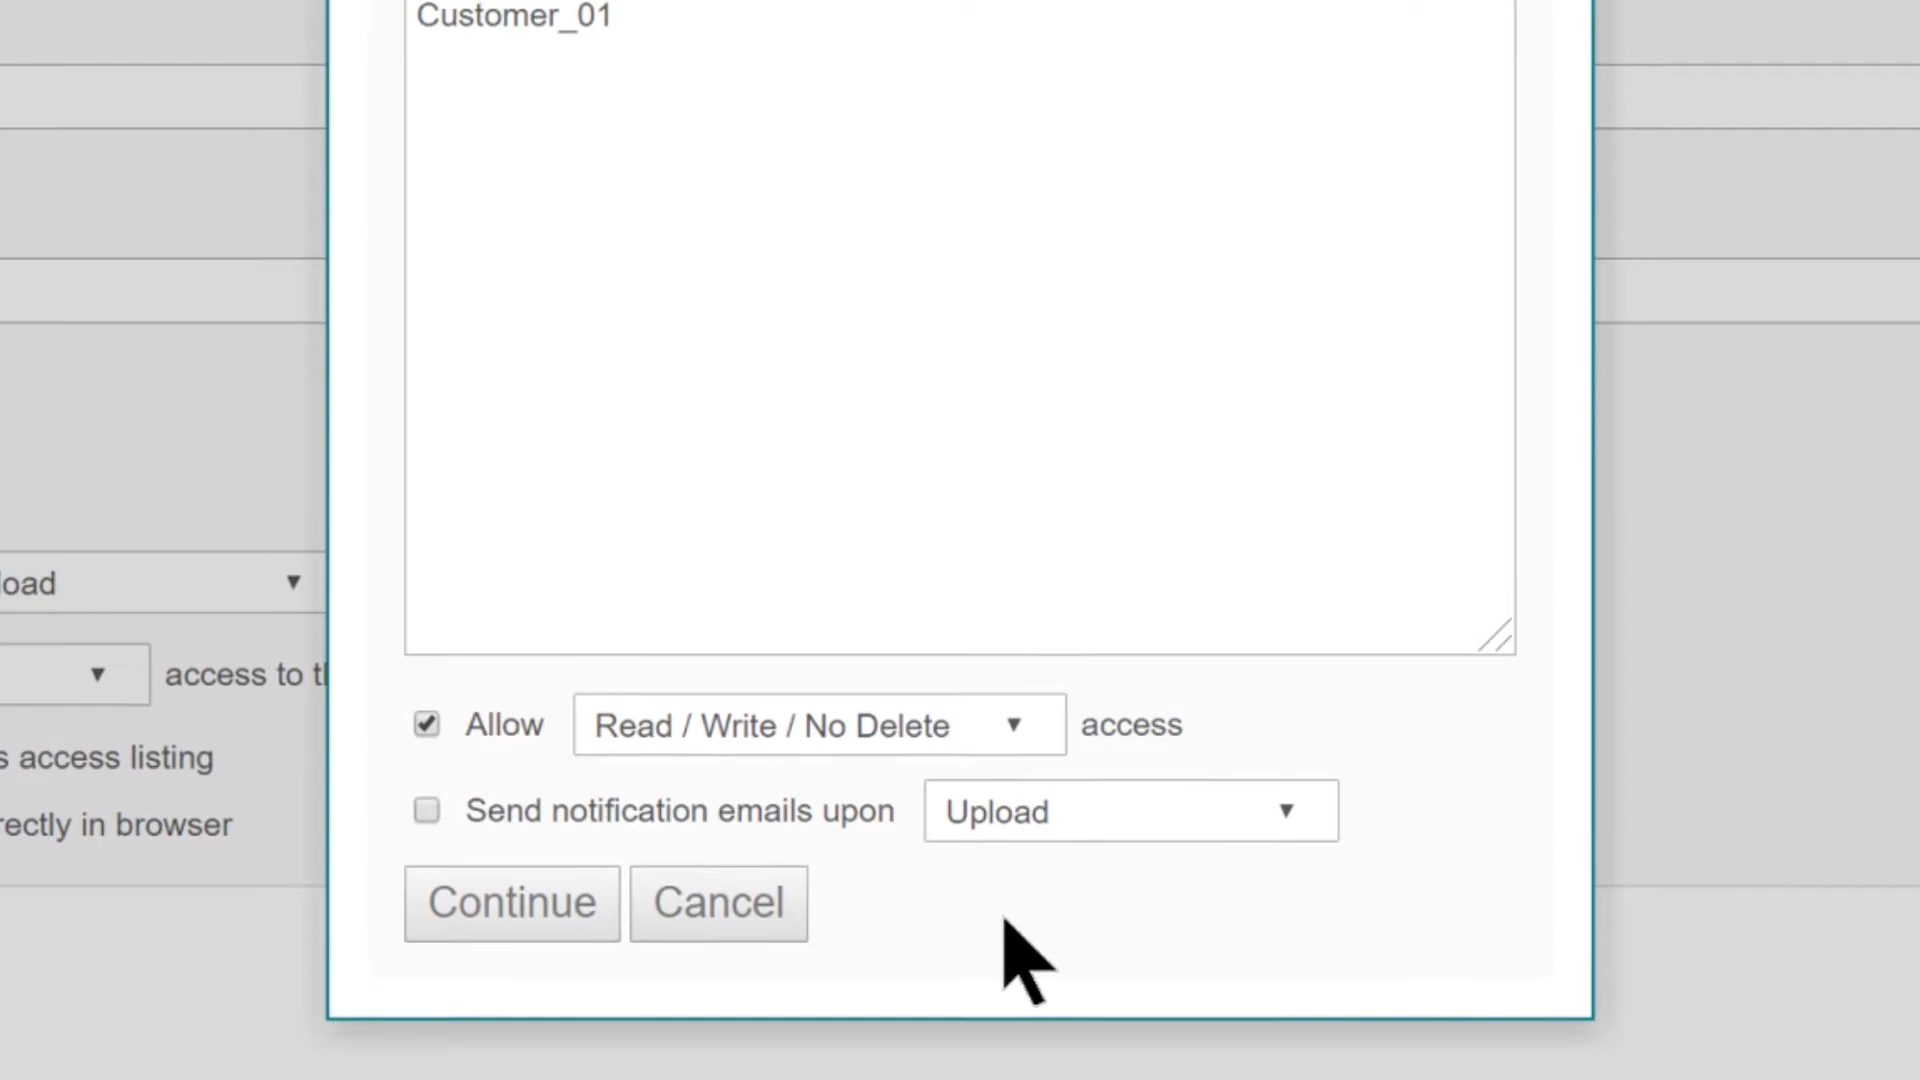 Customer_01
load
access to t
s access listing
rectly in browser
Allow Read / Write / No Delete access
Send notification emails upon Upload
Continue Cancel